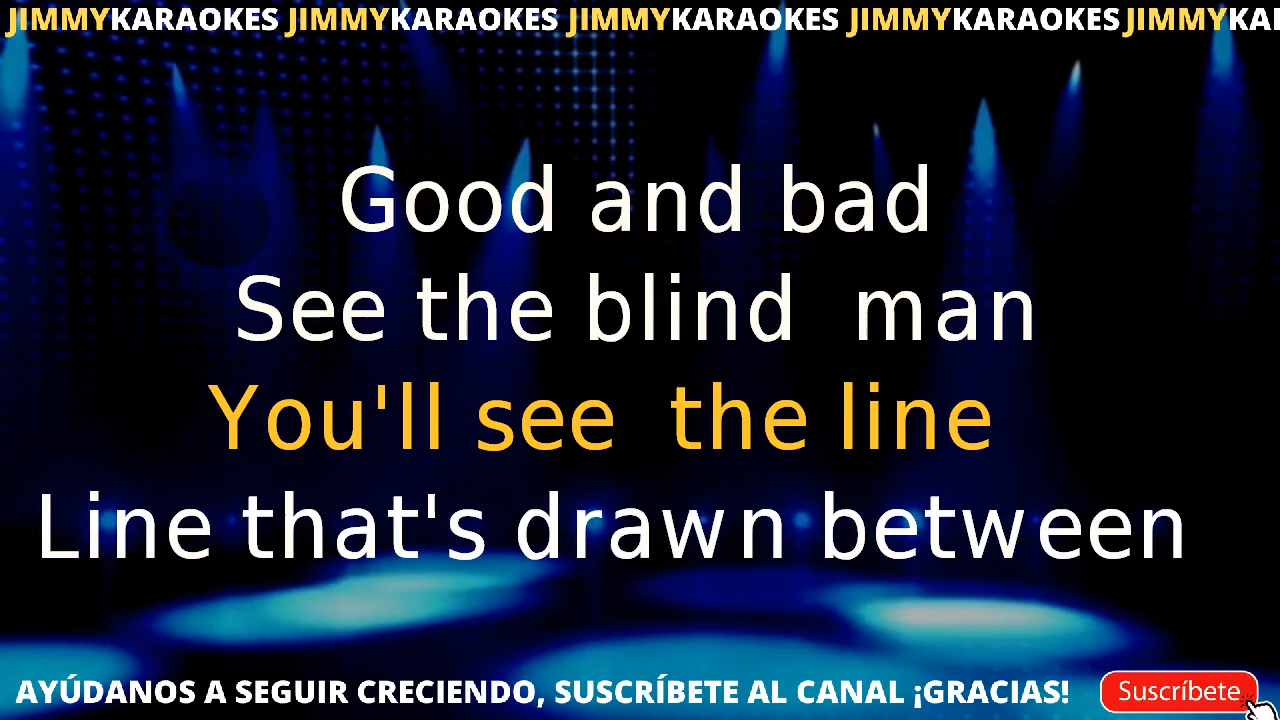 JIMMYKARAOKES JIMMYKARAOKES JIMMYKARAOKES JIMMYKARAOKES JIMMYKA
Good and bad
See the blind man
You'll see the line
Line that's drawn between
AYÚDANOS A SEGUIR CRECIENDO, SUSCRÍBETE AL CANAL ¡GRACIAS!
Suscríbete